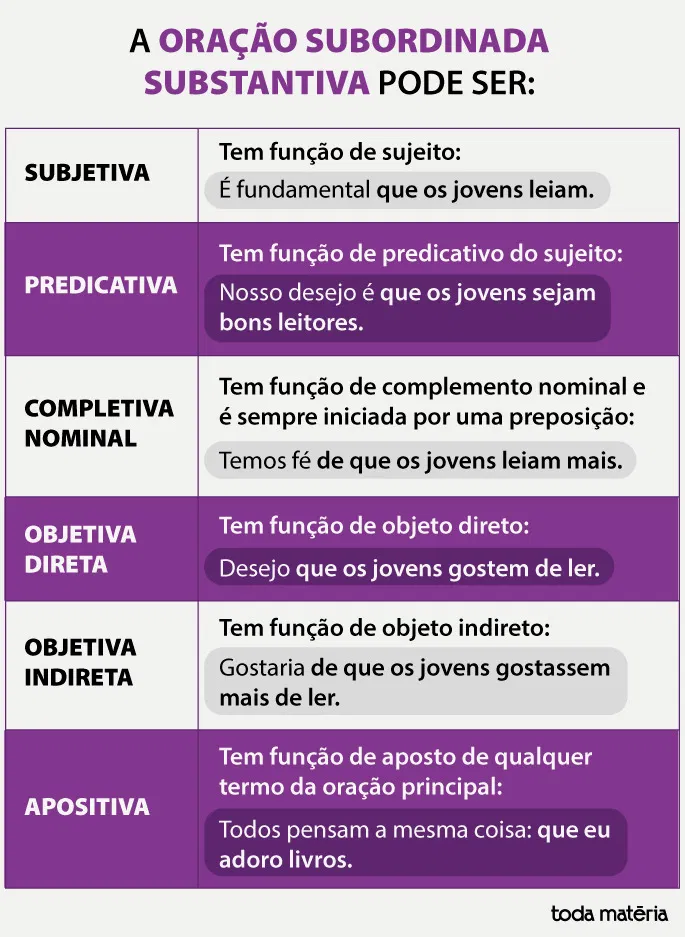 A ORAÇÃO SUBORDINADA
SUBSTANTIVA PODE SER:
SUBJETIVA
Tem função de sujeito:
É fundamental que os jovens leiam.
PREDICATIVA
Tem função de predicativo do sujeito:
Nosso desejo é que os jovens sejam
bons leitores.
COMPLETIVA
NOMINAL
Tem função de complemento nominal e
é sempre iniciada por uma preposição:
Temos fé de que os jovens leiam mais.
OBJETIVA
DIRETA
Tem função de objeto direto:
Desejo que os jovens gostem de ler.
OBJETIVA
INDIRETA
Tem função de objeto indireto:
Gostaria de que os jovens gostassem
mais de ler.
APOSITIVA
Tem função de aposto de qualquer
termo da oração principal:
Todos pensam a mesma coisa: que eu
adoro livros.
toda matéria